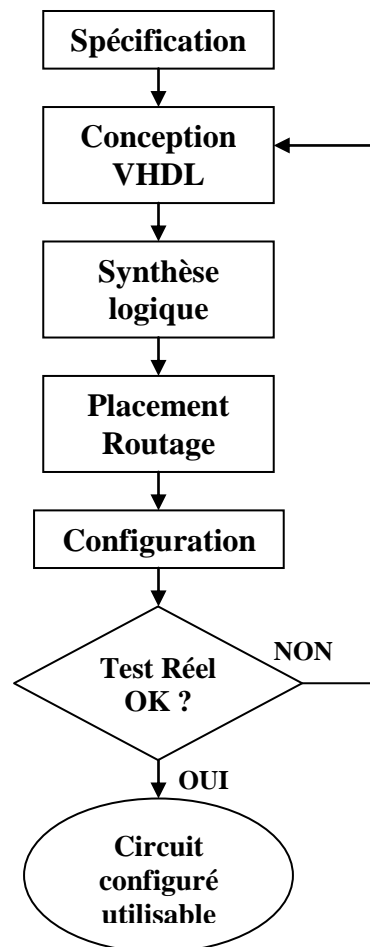 Spécification
Conception
VHDL
Synthèse
logique
Placement
Routage
Configuration
Test Réel
OK ?
NON
OUI
Circuit
configuré
utilisable